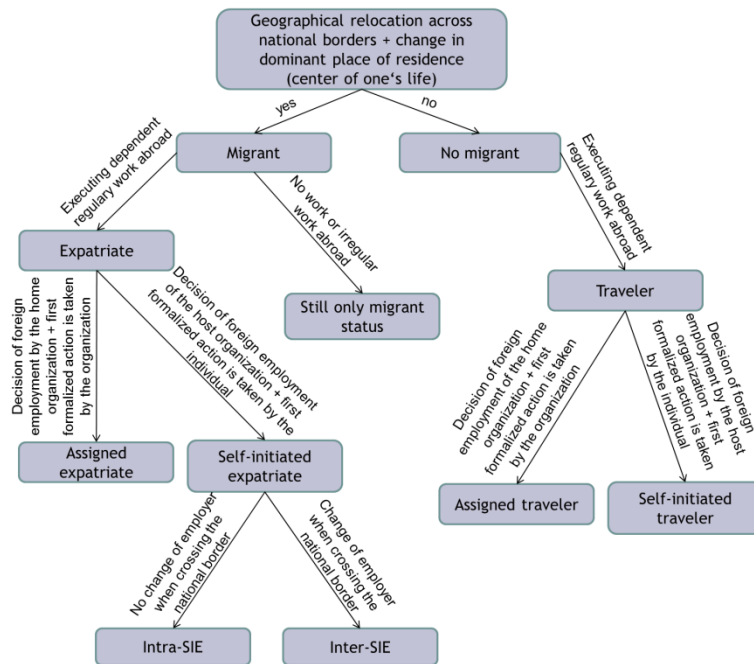 Geographical relocation across
national borders + change in
dominant place of residence
(center of one‘s life)
yes
no
Migrant
No migrant
Executing dependent
regulary work abroad
No work or irregular
work abroad
Executing dependent
regulary work abroad
Expatriate
Still only migrant
status
Traveler
Decision of foreign
employment by the home
organization + first
formalized action is taken
by the organization
Decision of foreign employment
of the host organization + first
formalized action is taken by the
individual
Decision of foreign
employment of the home
organization + first
formalized action is taken
by the organization
Decision of foreign
employment by the host
organization + first
formalized action is taken
by the individual
Assigned
expatriate
Self-initiated
expatriate
Assigned traveler
Self-initiated
traveler
No change of employer
when crossing the
national border
Change of employer
when crossing the
national border
Intra-SIE
Inter-SIE